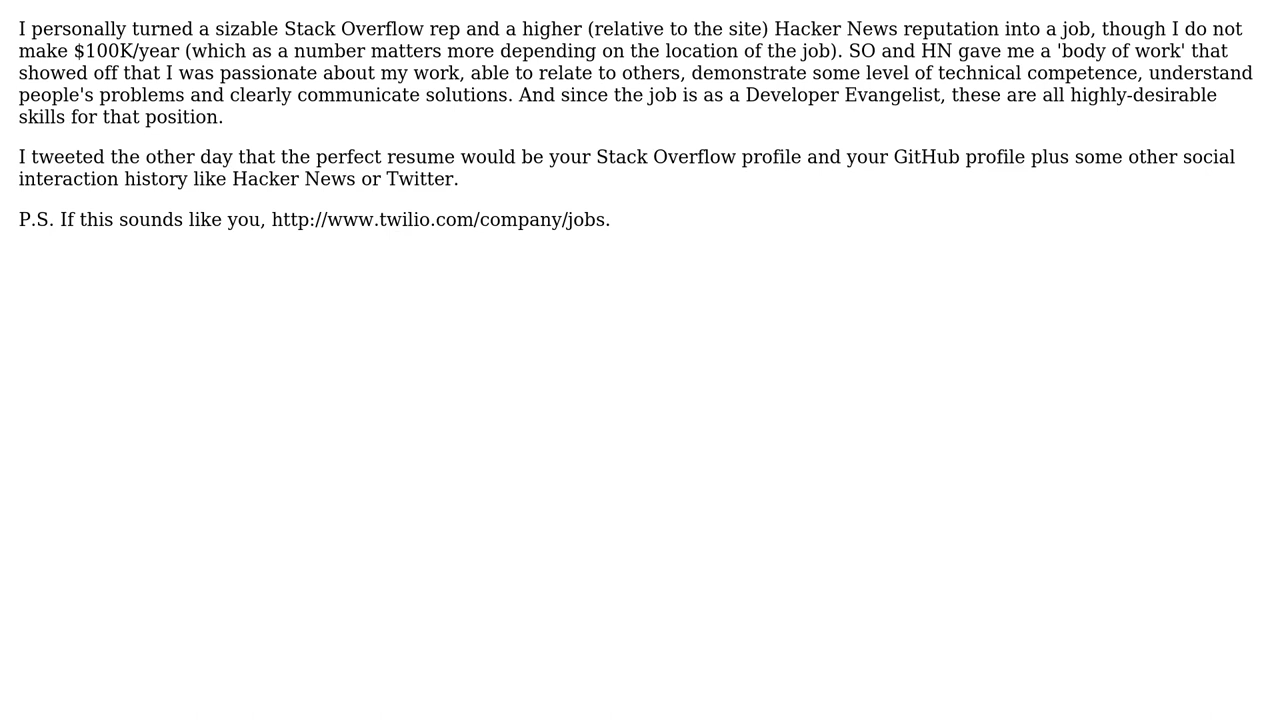 I personally turned a sizable Stack Overflow rep and a higher (relative to the site) Hacker News reputation into a job, though I do not
make $100K/year (which as a number matters more depending on the location of the job). SO and HN gave me a 'body of work' that
showed off that I was passionate about my work, able to relate to others, demonstrate some level of technical competence, understand
people's problems and clearly communicate solutions. And since the job is as a Developer Evangelist, these are all highly-desirable
skills for that position.
I tweeted the other day that the perfect resume would be your Stack Overflow profile and your GitHub profile plus some other social
interaction history like Hacker News or Twitter.
P.S. If this sounds like you, http://www.twilio.com/company/jobs.